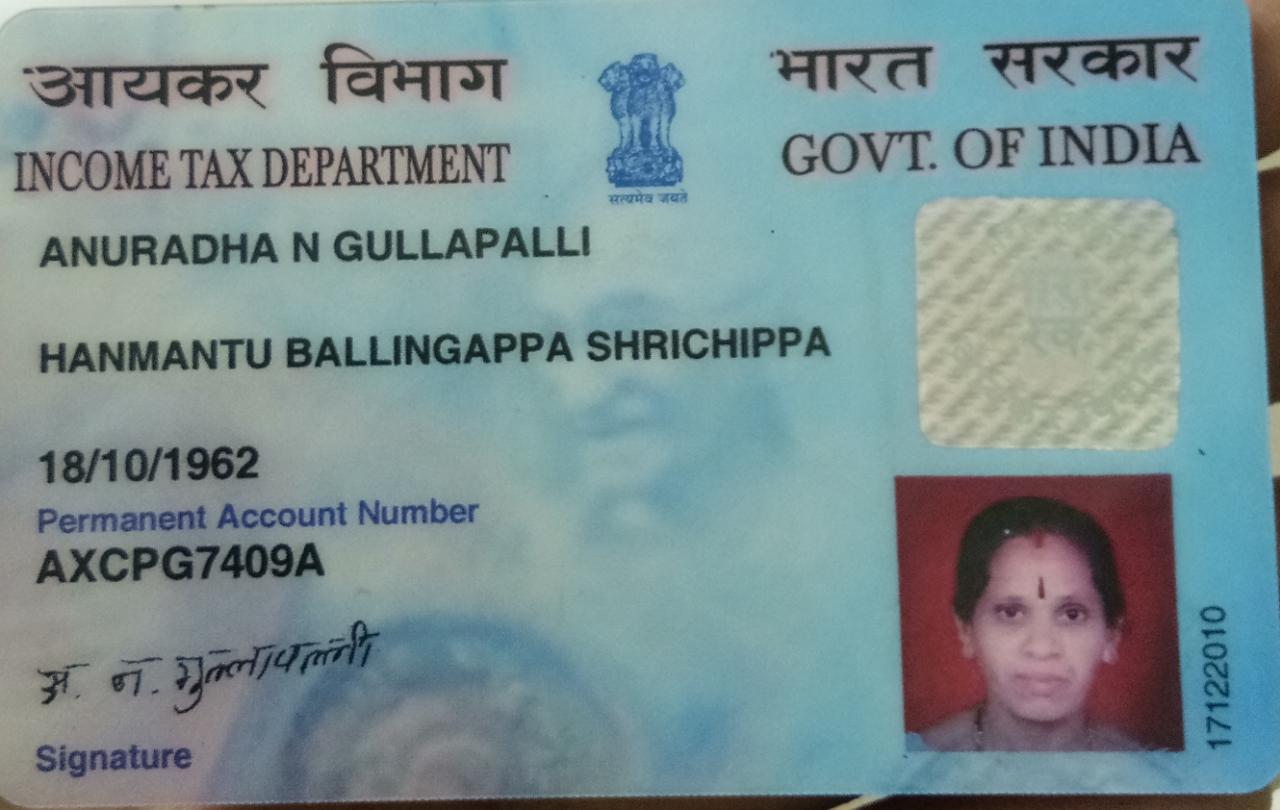 आयकर विभाग
INCOME TAX DEPARTMENT
भारत सरकार
GOVT. OF INDIA
सत्यमेव जयते
ANURADHA N GULLAPALLI
HANMANTU BALLINGAPPA SHRICHIPPA
18/10/1962
Permanent Account Number
AXCPG7409A
अ. न. गुल्लापल्ली
Signature
17122010